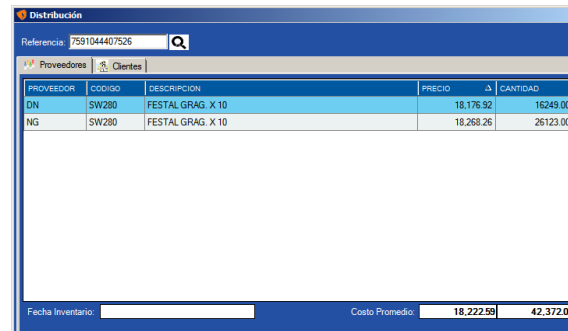 Distribución
Referencia: 7591044407526
Proveedores Clientes
PROVEEDOR CODIGO DESCRIPCION PRECIO CANTIDAD
DN SW280 FESTAL GRAG. X 10 18,176.92 16249.00
NG SW280 FESTAL GRAG. X 10 18,268.26 26123.00
Fecha Inventario: Costo Promedio: 18,222.59 42,372.0